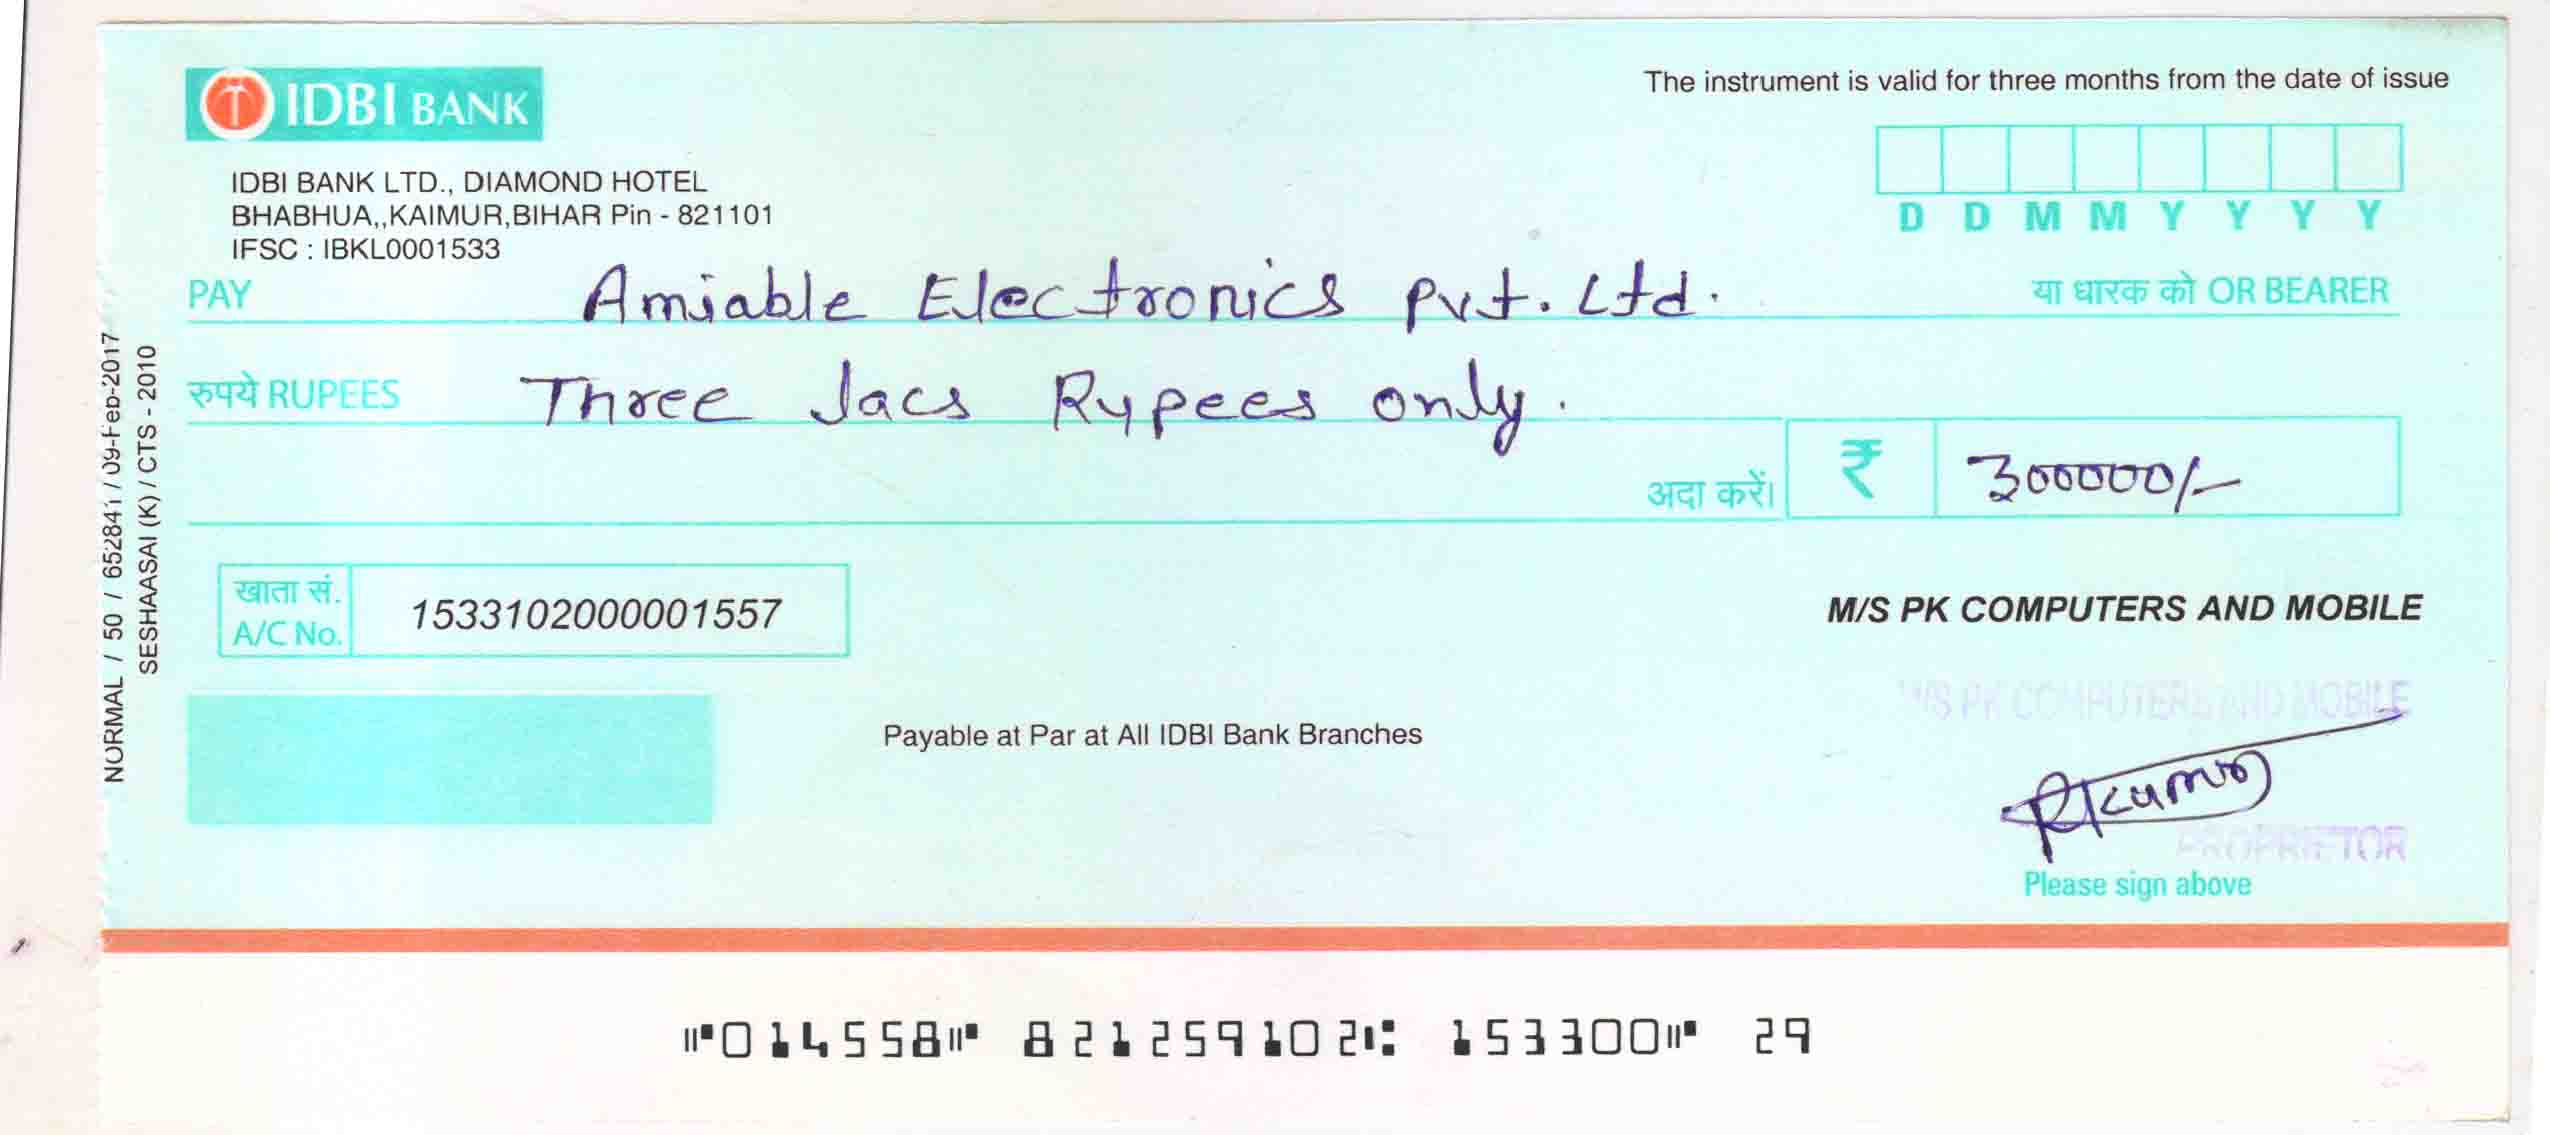 IDBI BANK
The instrument is valid for three months from the date of issue
IDBI BANK LTD., DIAMOND HOTEL
BHABHUA,,KAIMUR,BIHAR Pin - 821101
IFSC : IBKL0001533
D D M M Y Y Y Y
PAY Amiable Electronics Pvt. Ltd. या धारक को OR BEARER
रुपये RUPEES Three lacs Rupees only.
अदा करें। ₹ 300000/-
खाता सं.
A/C No. 1533102000001557
M/S PK COMPUTERS AND MOBILE
M/S PK COMPUTERS AND MOBILE
Payable at Par at All IDBI Bank Branches
PKumar
PROPRIETOR
Please sign above
NORMAL / 50 / 652841 / 09-Feb-2017
SESHAASAI (K) / CTS - 2010
⑈014558⑈ 821259102⑆ 153300⑈ 29